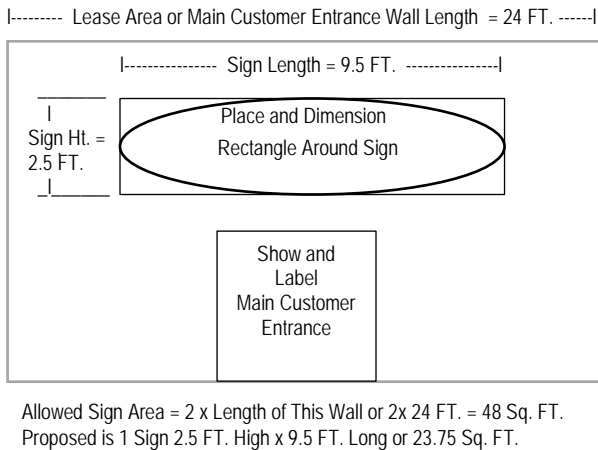 I--------- Lease Area or Main Customer Entrance Wall Length  = 24 FT. ------I
I---------------- Sign Length = 9.5 FT. ---------------I
_______
I
Sign Ht. =
2.5 FT.
_I______
Place and Dimension
Rectangle Around Sign
Show and
Label
Main Customer
Entrance
Allowed Sign Area = 2 x Length of This Wall or 2x 24 FT. = 48 Sq. FT.
Proposed is 1 Sign 2.5 FT. High x 9.5 FT. Long or 23.75 Sq. FT.